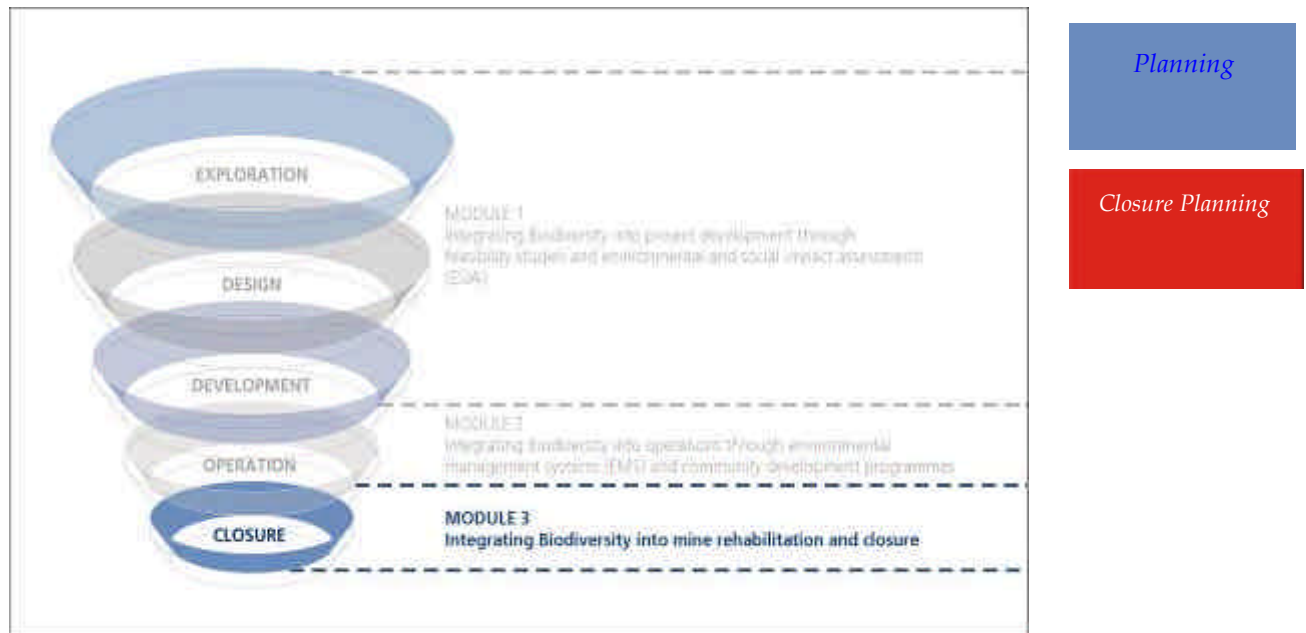 EXPLORATION
DESIGN
DEVELOPMENT
OPERATION
CLOSURE
MODULE 1
Integrating Biodiversity into project development through
feasibility studies and environmental and social impact assessments
(ESIA)
MODULE 2
Integrating Biodiversity into operations through environmental
management systems (EMS) and community development programmes
MODULE 3
Integrating Biodiversity into mine rehabilitation and closure
Planning
Closure Planning